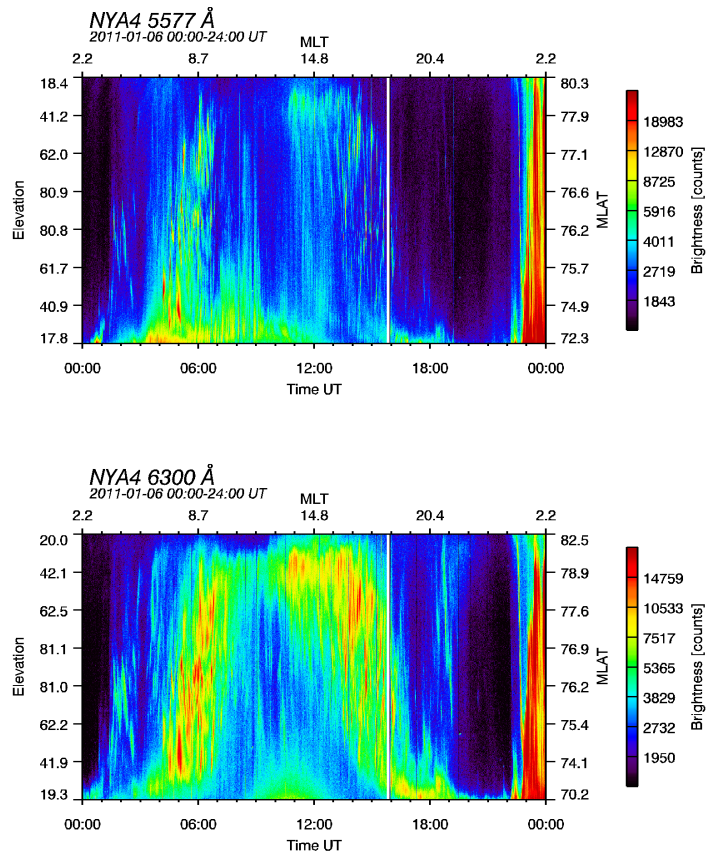 NYA4 5577 Å
2011-01-06 00:00-24:00 UT
MLT
2.2 8.7 14.8 20.4 2.2
18.4 80.3
41.2 77.9 18983
62.0 77.1 12870
80.9 76.6 8725
5916
80.8 76.2 4011
61.7 75.7 2719
40.9 74.9 1843
17.8 72.3
Elevation
MLAT
Brightness [counts]
00:00 06:00 12:00 18:00 00:00
Time UT
NYA4 6300 Å
2011-01-06 00:00-24:00 UT
MLT
2.2 8.7 14.8 20.4 2.2
20.0 82.5
42.1 78.9 14759
62.5 77.6 10533
81.1 76.9 7517
5365
81.0 76.2 3829
62.2 75.4 2732
41.9 74.1 1950
19.3 70.2
Elevation
MLAT
Brightness [counts]
00:00 06:00 12:00 18:00 00:00
Time UT